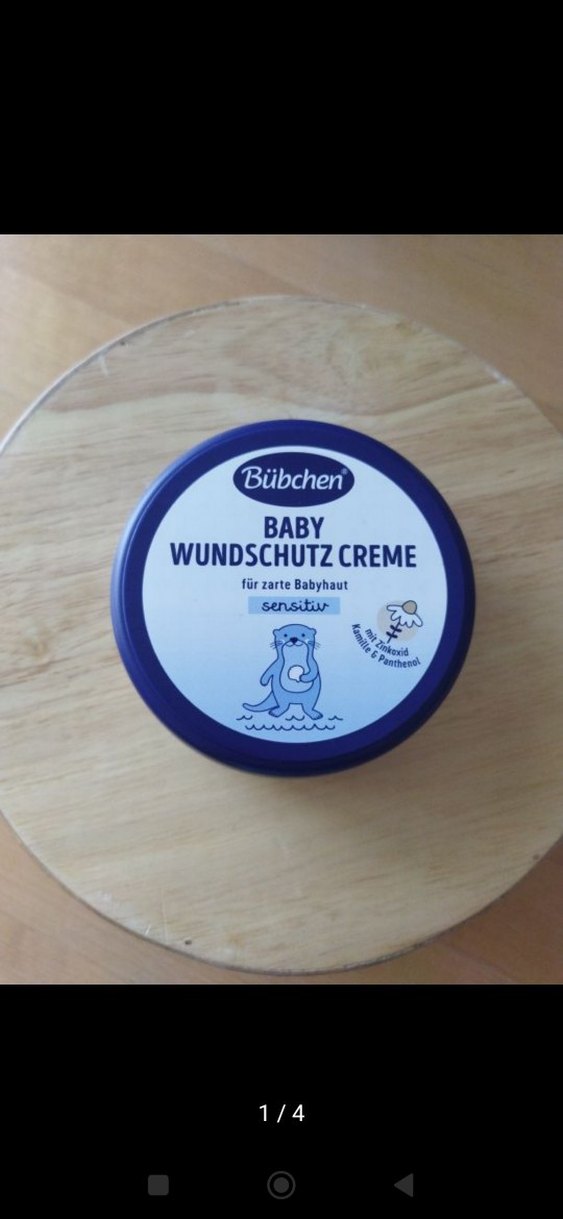 Bübchen®
BABY
WUNDSCHUTZ CREME
für zarte Babyhaut
sensitiv
mit Zinkoxid
Kamille & Panthenol
1 / 4